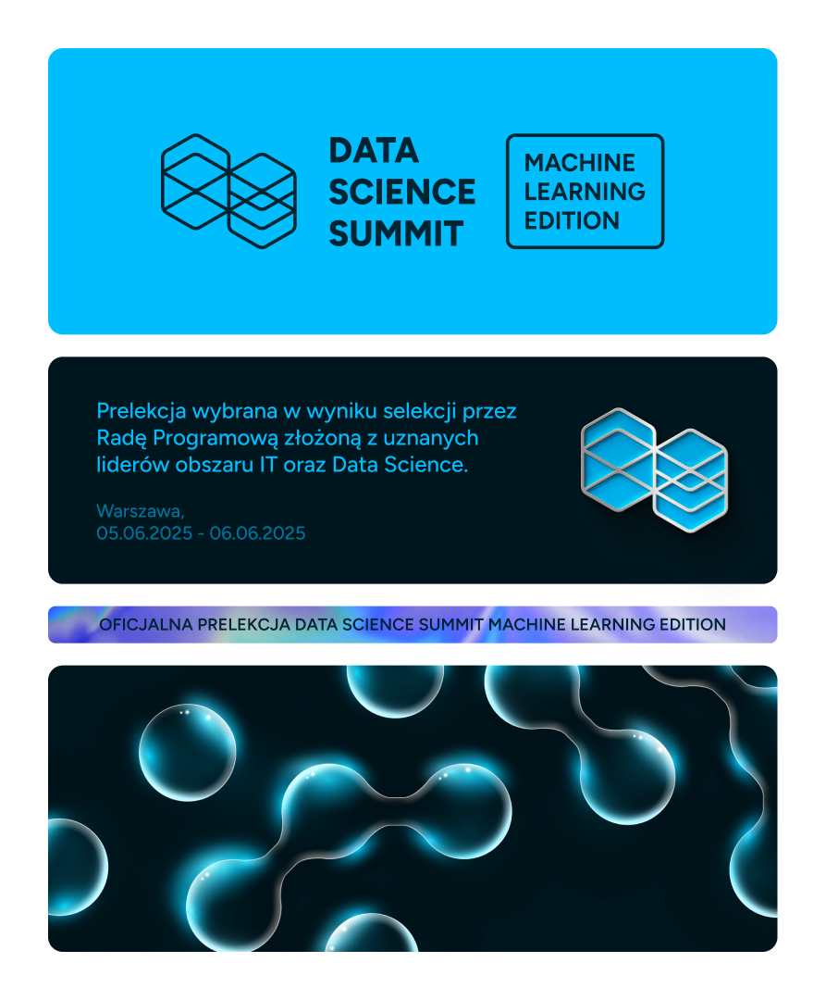 DATA
SCIENCE
SUMMIT
MACHINE
LEARNING
EDITION
Prelekcja wybrana w wyniku selekcji przez
Radę Programową złożoną z uznanych
liderów obszaru IT oraz Data Science.
Warszawa,
05.06.2025 - 06.06.2025
OFICJALNA PRELEKCJA DATA SCIENCE SUMMIT MACHINE LEARNING EDITION